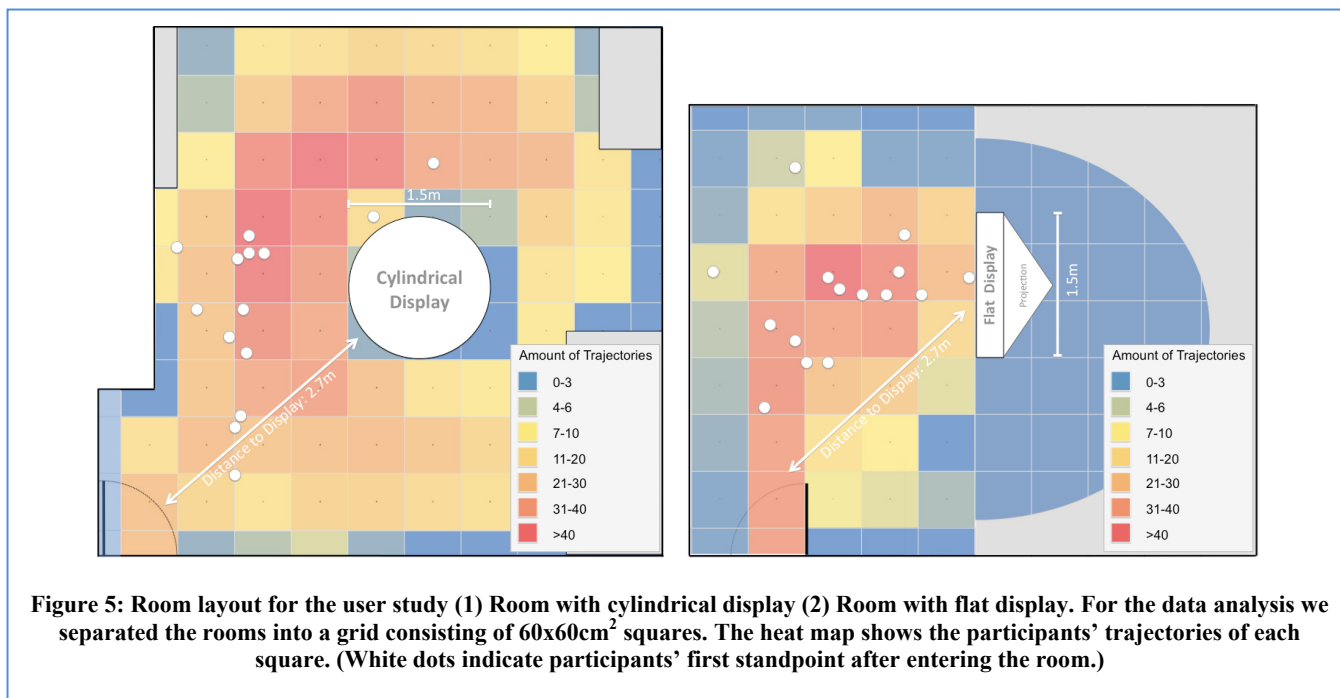 1.5m
Cylindrical
Display
Distance to Display: 2.7m
Amount of Trajectories
0-3
4-6
7-10
11-20
21-30
31-40
>40
Flat Display
Projection
1.5m
Distance to Display: 2.7m
Amount of Trajectories
0-3
4-6
7-10
11-20
21-30
31-40
>40
Figure 5: Room layout for the user study (1) Room with cylindrical display (2) Room with flat display. For the data analysis we
separated the rooms into a grid consisting of 60x60cm² squares. The heat map shows the participants’ trajectories of each
square. (White dots indicate participants’ first standpoint after entering the room.)